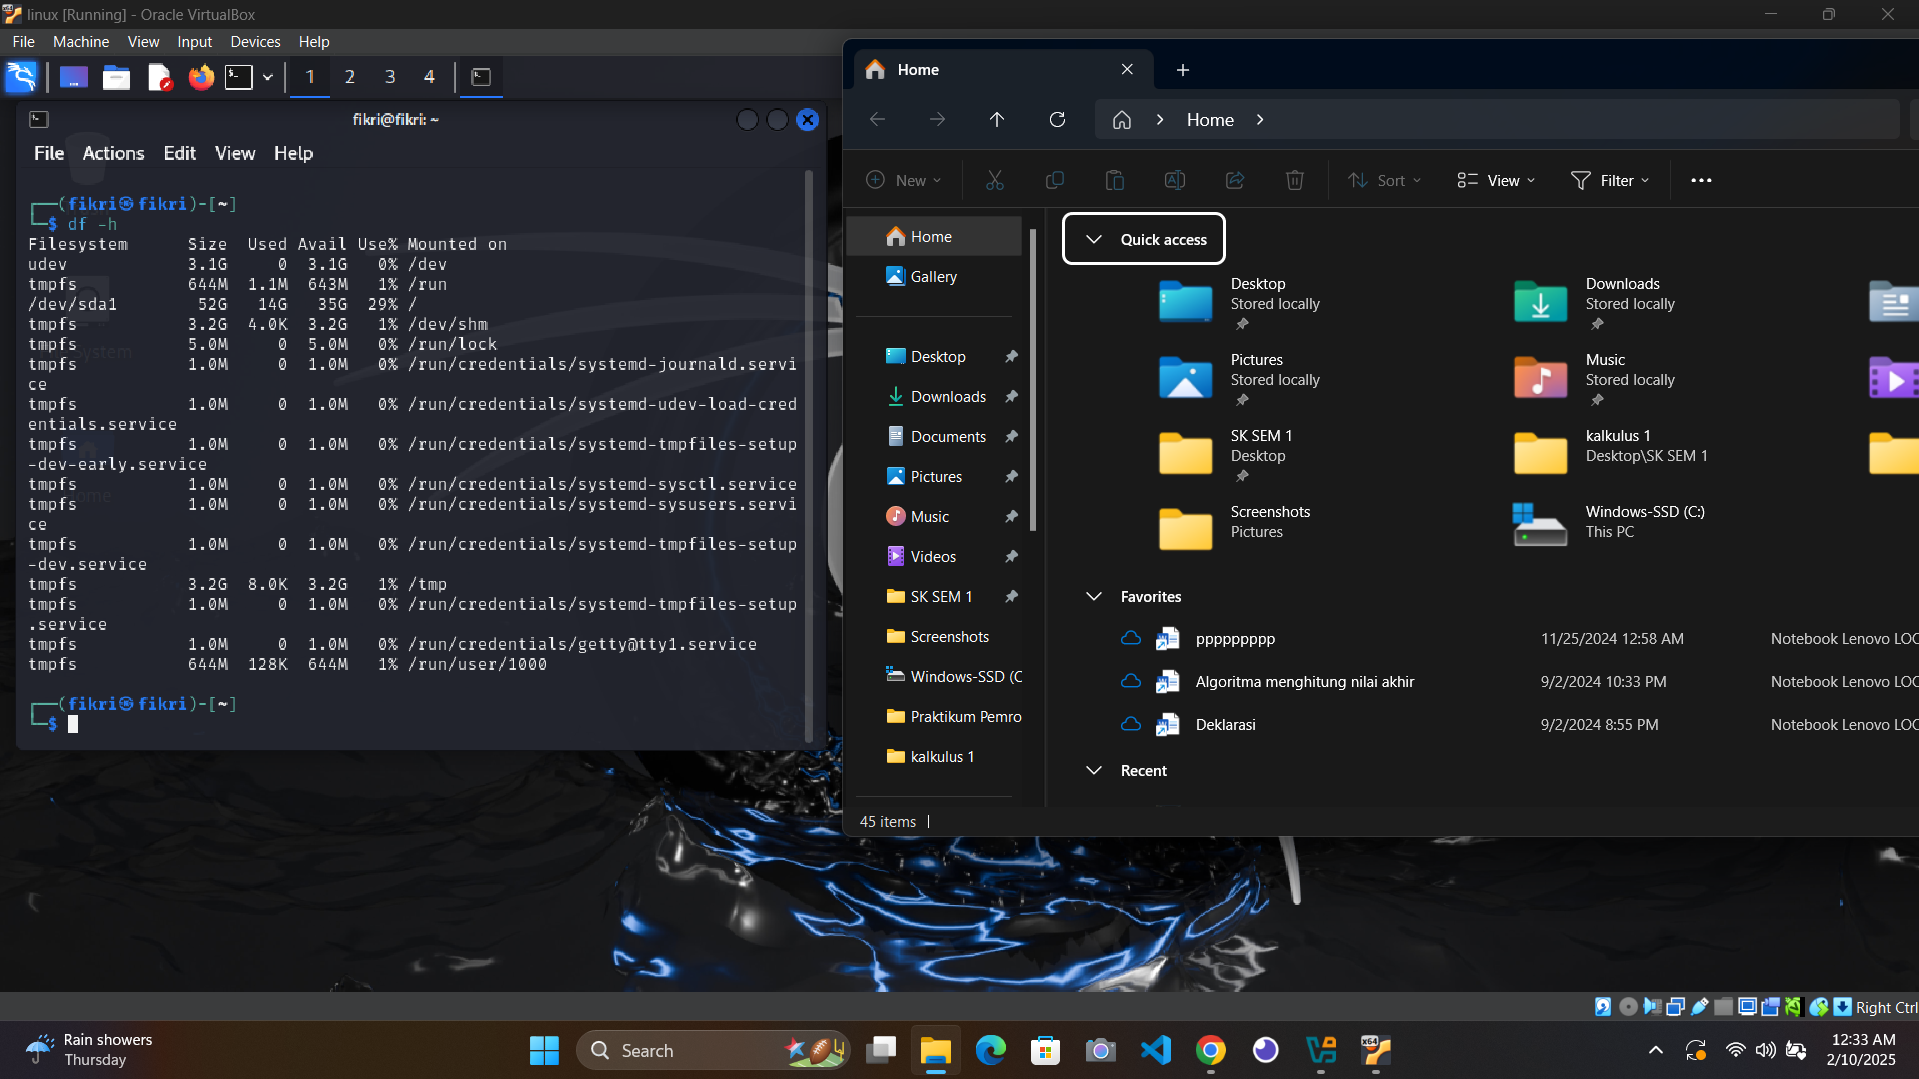 linux [Running] - Oracle VirtualBox
File Machine View Input Devices Help
1 2 3 4
fikri@fikri: ~
File Actions Edit View Help
┌──(fikri㉿fikri)-[~]
└─$ df -h
Filesystem      Size  Used Avail Use% Mounted on
udev            3.1G     0  3.1G   0% /dev
tmpfs           644M  1.1M  643M   1% /run
/dev/sda1        52G   14G   35G  29% /
tmpfs           3.2G  4.0K  3.2G   1% /dev/shm
tmpfs           5.0M     0  5.0M   0% /run/lock
tmpfs           1.0M     0  1.0M   0% /run/credentials/systemd-journald.servi
ce
tmpfs           1.0M     0  1.0M   0% /run/credentials/systemd-udev-load-cred
entials.service
tmpfs           1.0M     0  1.0M   0% /run/credentials/systemd-tmpfiles-setup
-dev-early.service
tmpfs           1.0M     0  1.0M   0% /run/credentials/systemd-sysctl.service
tmpfs           1.0M     0  1.0M   0% /run/credentials/systemd-sysusers.servi
ce
tmpfs           1.0M     0  1.0M   0% /run/credentials/systemd-tmpfiles-setup
-dev.service
tmpfs           3.2G  8.0K  3.2G   1% /tmp
tmpfs           1.0M     0  1.0M   0% /run/credentials/systemd-tmpfiles-setup
.service
tmpfs           1.0M     0  1.0M   0% /run/credentials/getty@tty1.service
tmpfs           644M  128K  644M   1% /run/user/1000
┌──(fikri㉿fikri)-[~]
└─$
Home
Home
New Sort View Filter
Home
Gallery
Desktop
Downloads
Documents
Pictures
Music
Videos
SK SEM 1
Screenshots
Windows-SSD (C
Praktikum Pemro
kalkulus 1
Quick access
Desktop
Stored locally
Downloads
Stored locally
Pictures
Stored locally
Music
Stored locally
SK SEM 1
Desktop
kalkulus 1
Desktop\SK SEM 1
Screenshots
Pictures
Windows-SSD (C:)
This PC
Favorites
ppppppppp 11/25/2024 12:58 AM Notebook Lenovo LOC
Algoritma menghitung nilai akhir 9/2/2024 10:33 PM Notebook Lenovo LOC
Deklarasi 9/2/2024 8:55 PM Notebook Lenovo LOC
Recent
45 items
Right Ctrl
Rain showers
Thursday
Search
12:33 AM
2/10/2025